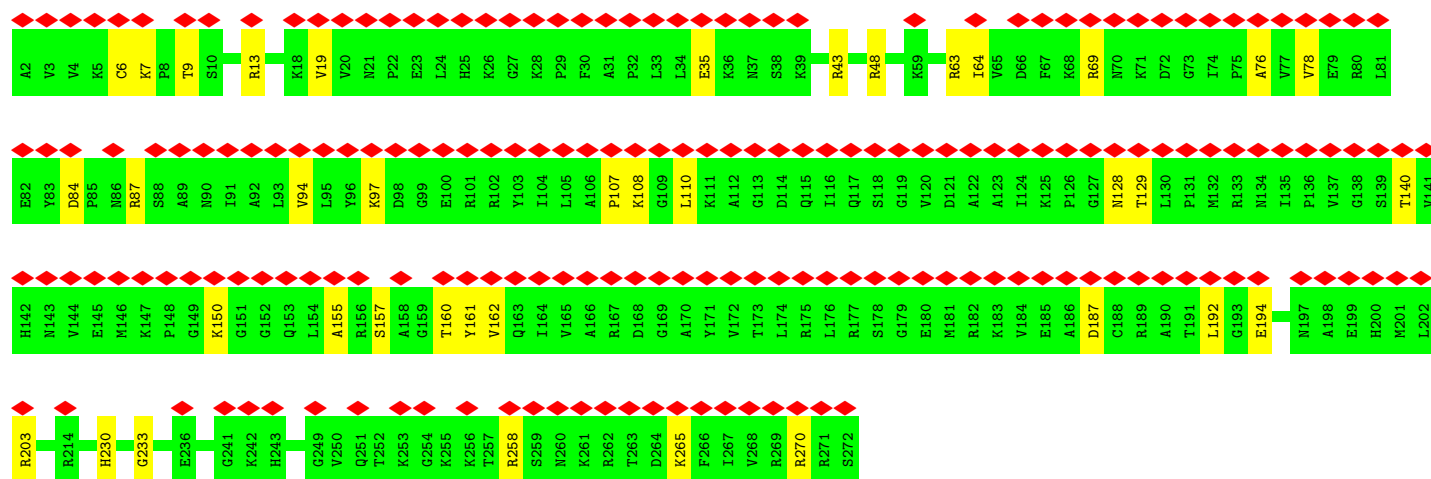 A2 V3 V4 K5 C6 K7 P8 T9 S10 R13 K18 V19 V20 N21 P22 E23 L24 H25 K26 G27 K28 P29 F30 A31 P32 L33 L34 E35 K36 N37 S38 K39 R43 R48 K59 R63 I64 V65 D66 F67 K68 R69 N70 K71 D72 G73 I74 P75 A76 V77 V78 E79 R80 L81
E82 Y83 D84 P85 N86 R87 S88 A89 N90 I91 A92 L93 V94 L95 Y96 K97 D98 G99 E100 R101 R102 Y103 I104 L105 A106 P107 K108 G109 L110 K111 A112 G113 D114 Q115 I116 Q117 S118 G119 V120 D121 A122 A123 I124 K125 P126 G127 N128 T129 L130 P131 M132 R133 N134 I135 P136 V137 G138 S139 T140 V141
H142 N143 V144 E145 M146 K147 P148 G149 K150 G151 G152 Q153 L154 A155 R156 S157 A158 G159 T160 Y161 V162 Q163 I164 V165 A166 R167 D168 G169 A170 Y171 V172 T173 L174 R175 L176 R177 S178 G179 E180 M181 R182 K183 V184 E185 A186 D187 C188 R189 A190 T191 L192 G193 E194 N197 A198 E199 H200 M201 L202
R203 R214 H230 G233 E236 G241 K242 H243 G249 V250 Q251 T252 K253 G254 K255 K256 T257 R258 S259 N260 K261 R262 T263 D264 K265 F266 I267 V268 R269 R270 R271 S272